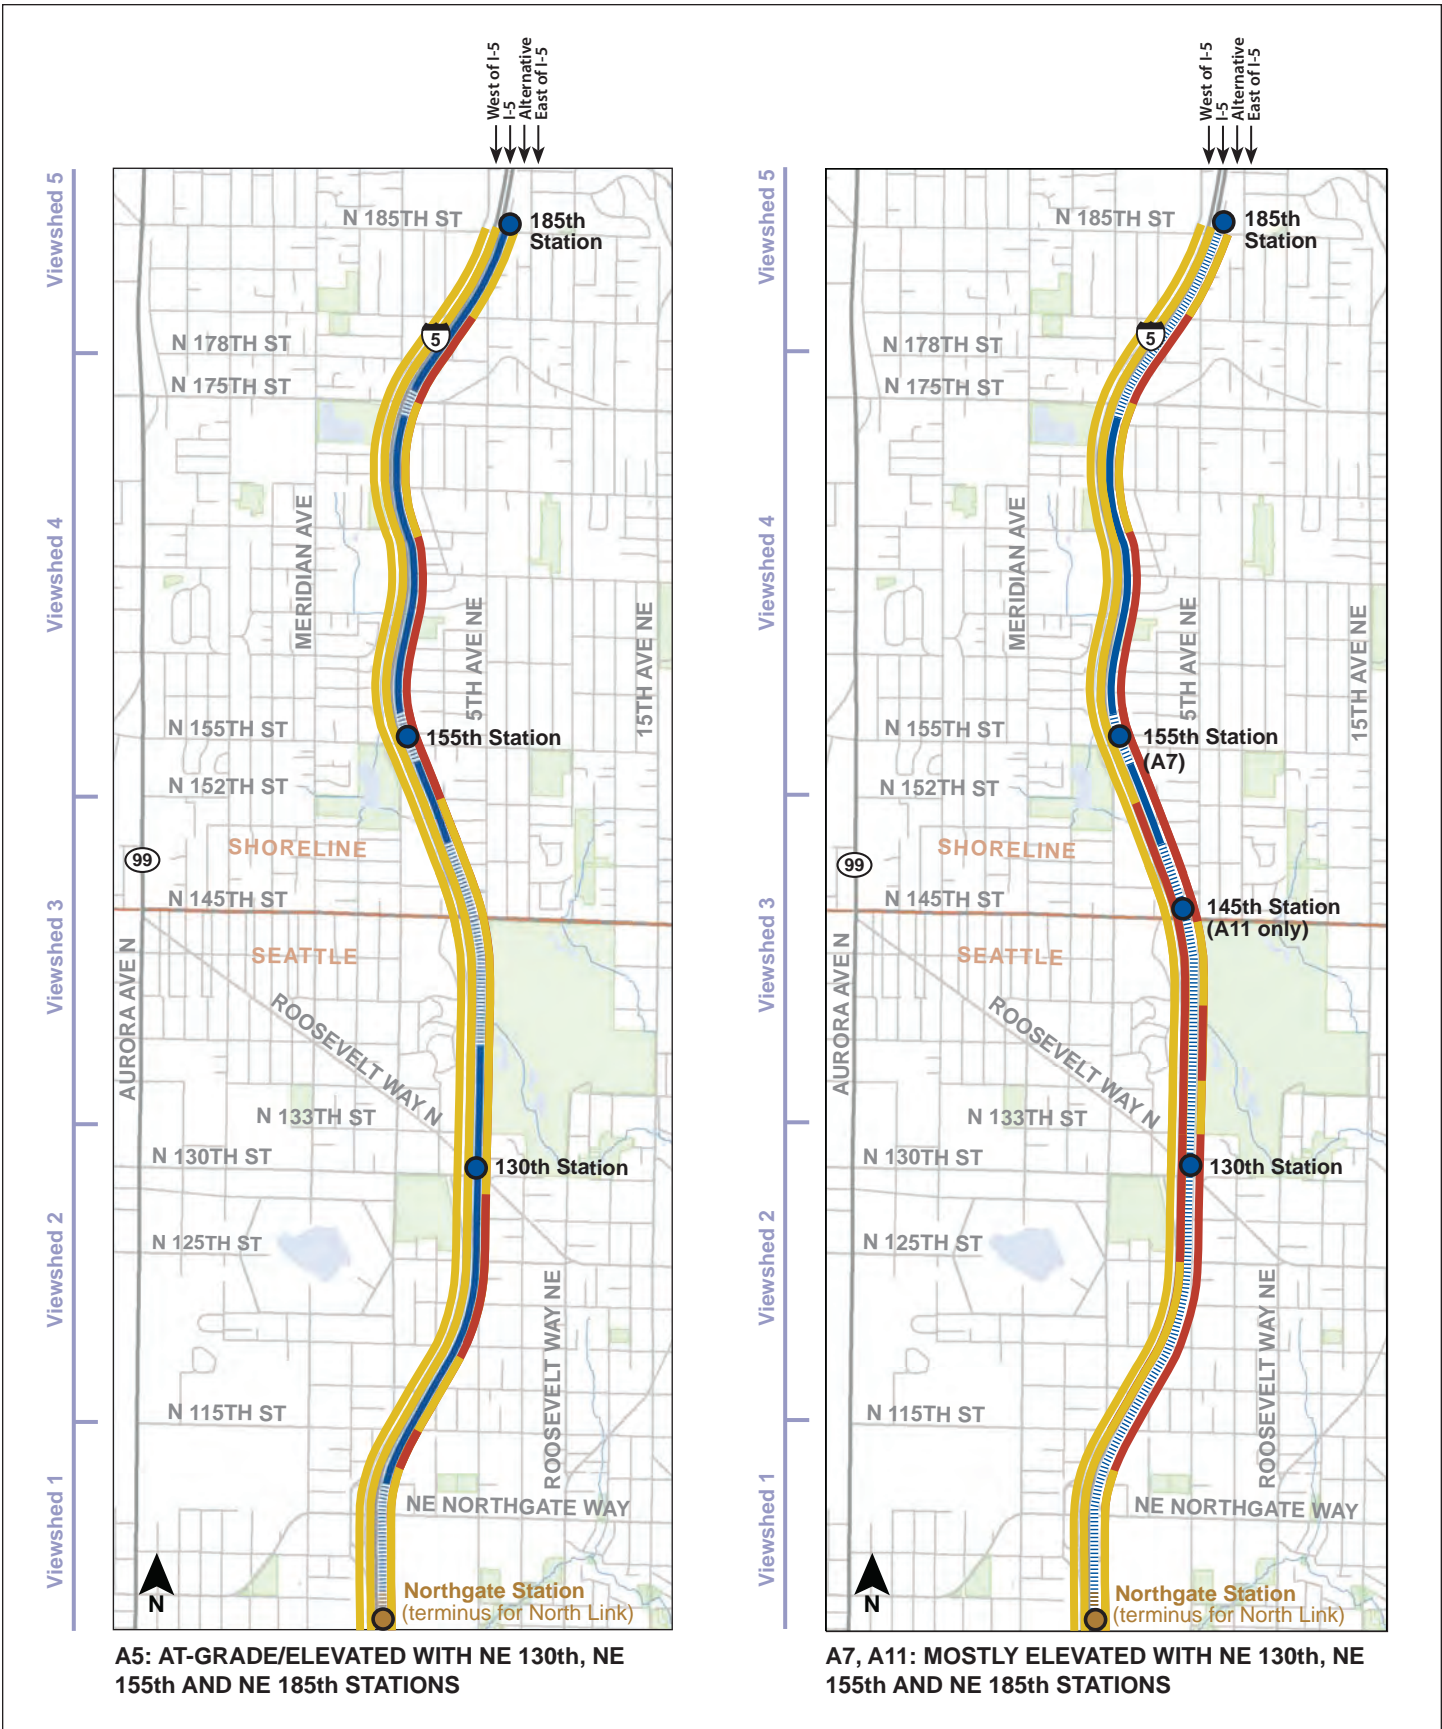 West of I-5
I-5
Alternative
East of I-5
Viewshed 5
Viewshed 4
Viewshed 3
Viewshed 2
Viewshed 1
N 185TH ST
185th
Station
5
N 178TH ST
N 175TH ST
MERIDIAN AVE
5TH AVE NE
15TH AVE NE
N 155TH ST
155th Station
N 152TH ST
SHORELINE
99
N 145TH ST
SEATTLE
AURORA AVE N
ROOSEVELT WAY N
N 133TH ST
N 130TH ST
130th Station
N 125TH ST
ROOSEVELT WAY NE
N 115TH ST
NE NORTHGATE WAY
Northgate Station
(terminus for North Link)
N
A5: AT-GRADE/ELEVATED WITH NE 130th, NE
155th AND NE 185th STATIONS
West of I-5
I-5
Alternative
East of I-5
Viewshed 5
Viewshed 4
Viewshed 3
Viewshed 2
Viewshed 1
N 185TH ST
185th
Station
5
N 178TH ST
N 175TH ST
MERIDIAN AVE
5TH AVE NE
15TH AVE NE
N 155TH ST
155th Station
(A7)
N 152TH ST
SHORELINE
99
N 145TH ST
145th Station
(A11 only)
SEATTLE
AURORA AVE N
ROOSEVELT WAY N
N 133TH ST
N 130TH ST
130th Station
N 125TH ST
ROOSEVELT WAY NE
N 115TH ST
NE NORTHGATE WAY
Northgate Station
(terminus for North Link)
N
A7, A11: MOSTLY ELEVATED WITH NE 130th, NE
155th AND NE 185th STATIONS